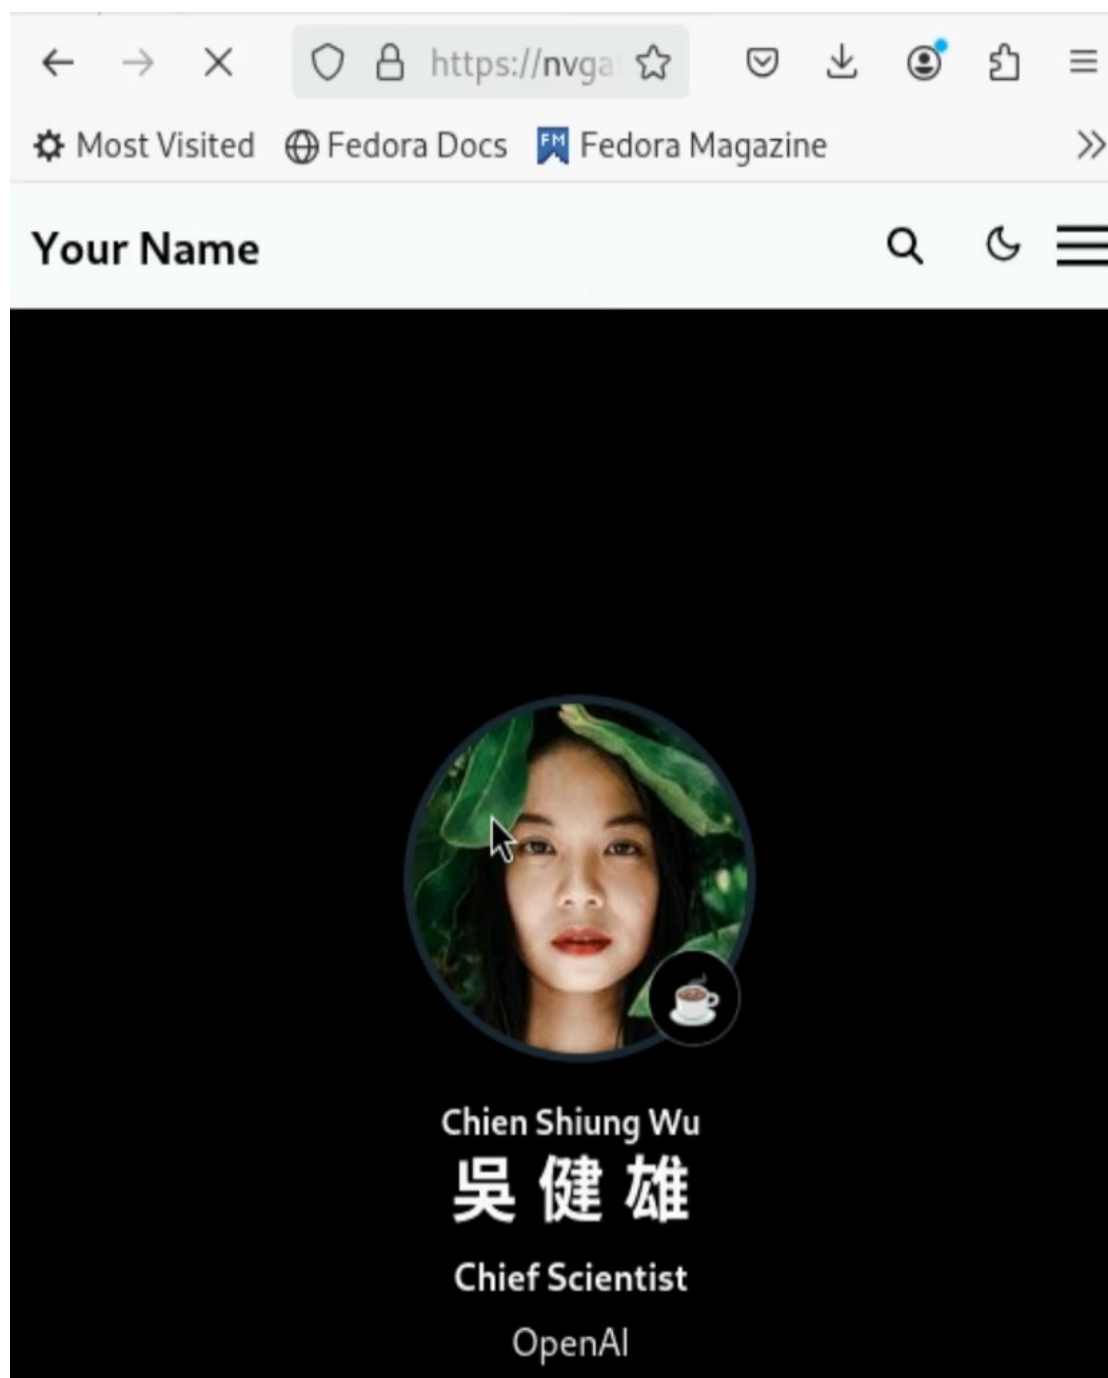 https://nvga
Most Visited Fedora Docs FM Fedora Magazine
Your Name
Chien Shiung Wu
吳健雄
Chief Scientist
OpenAI